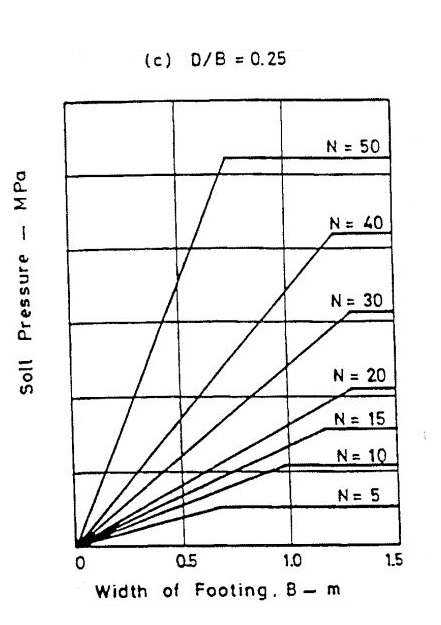 (c) D/B = 0.25
N = 50
N = 40
N = 30
N = 20
N = 15
N = 10
N = 5
Soil Pressure — MPa
0 0.5 1.0 1.5
Width of Footing, B — m